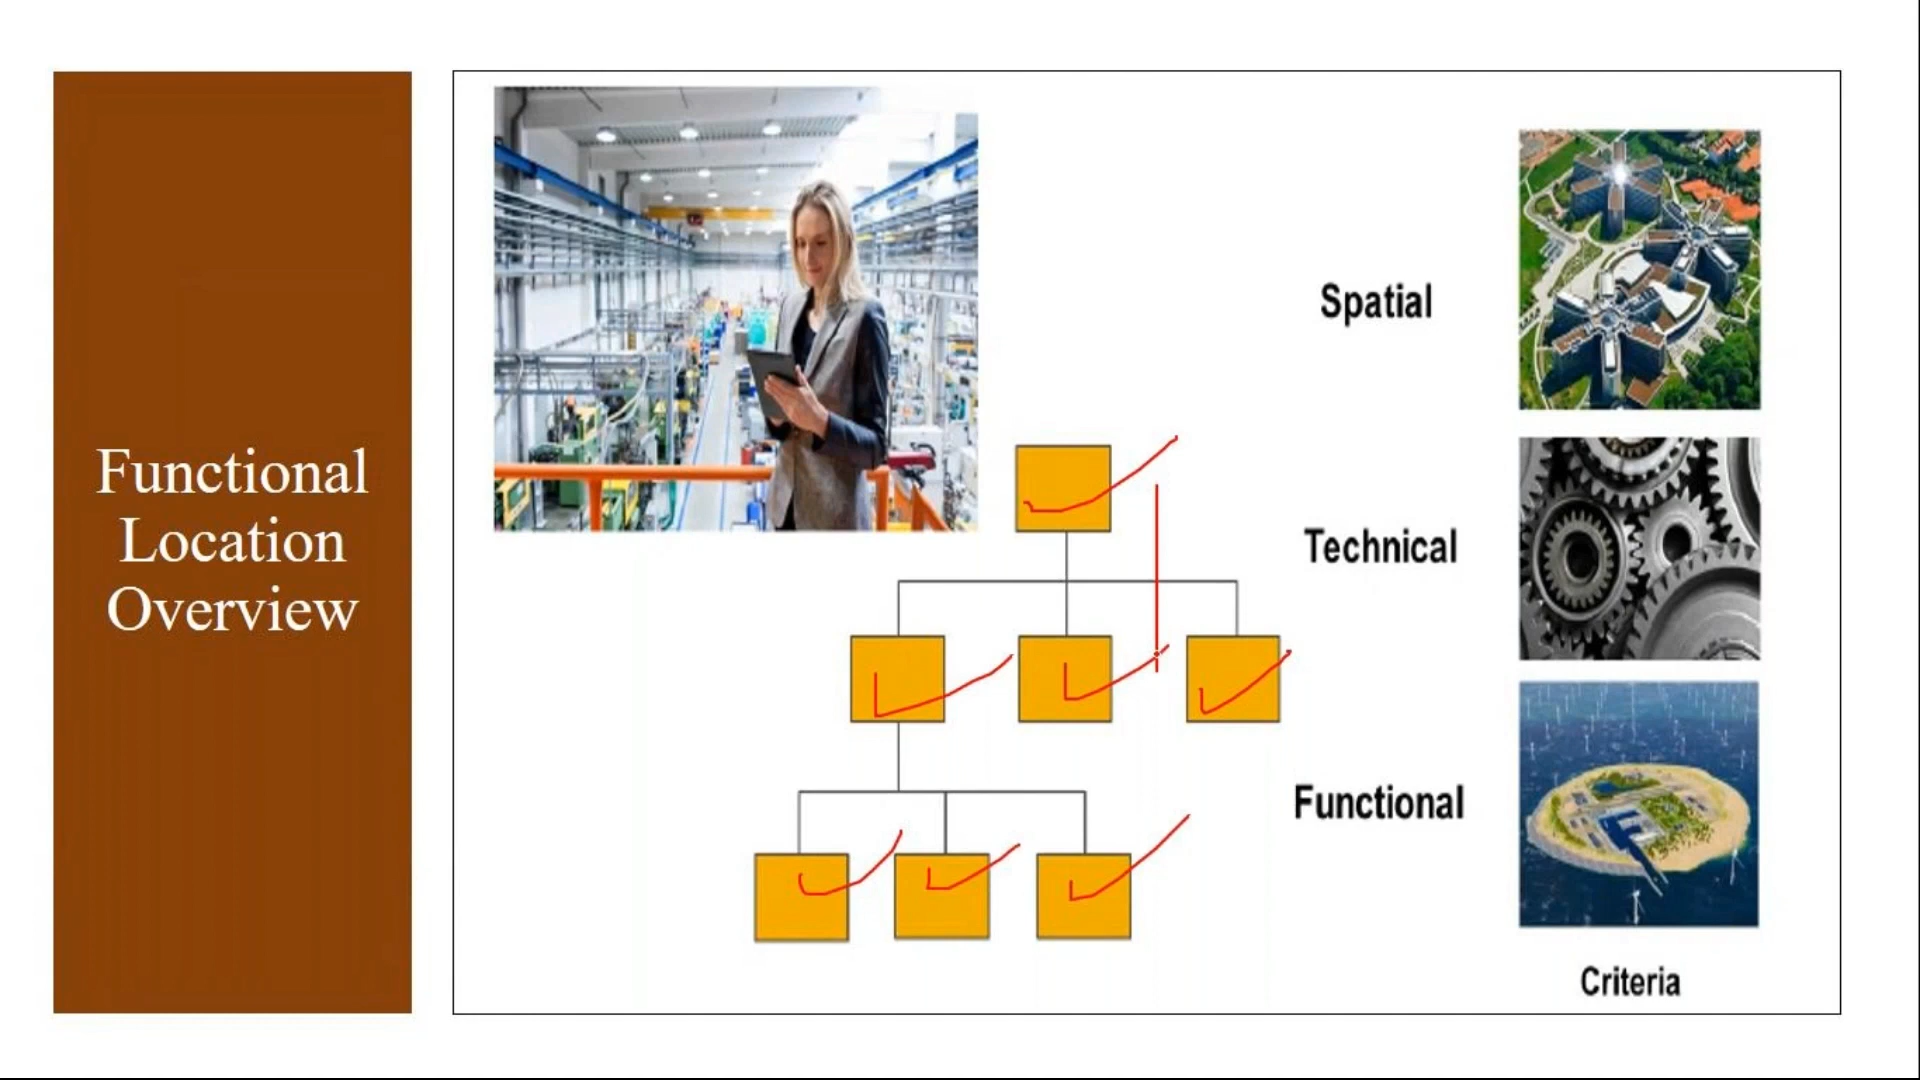 Functional
Location
Overview
Spatial
Technical
Functional
Criteria